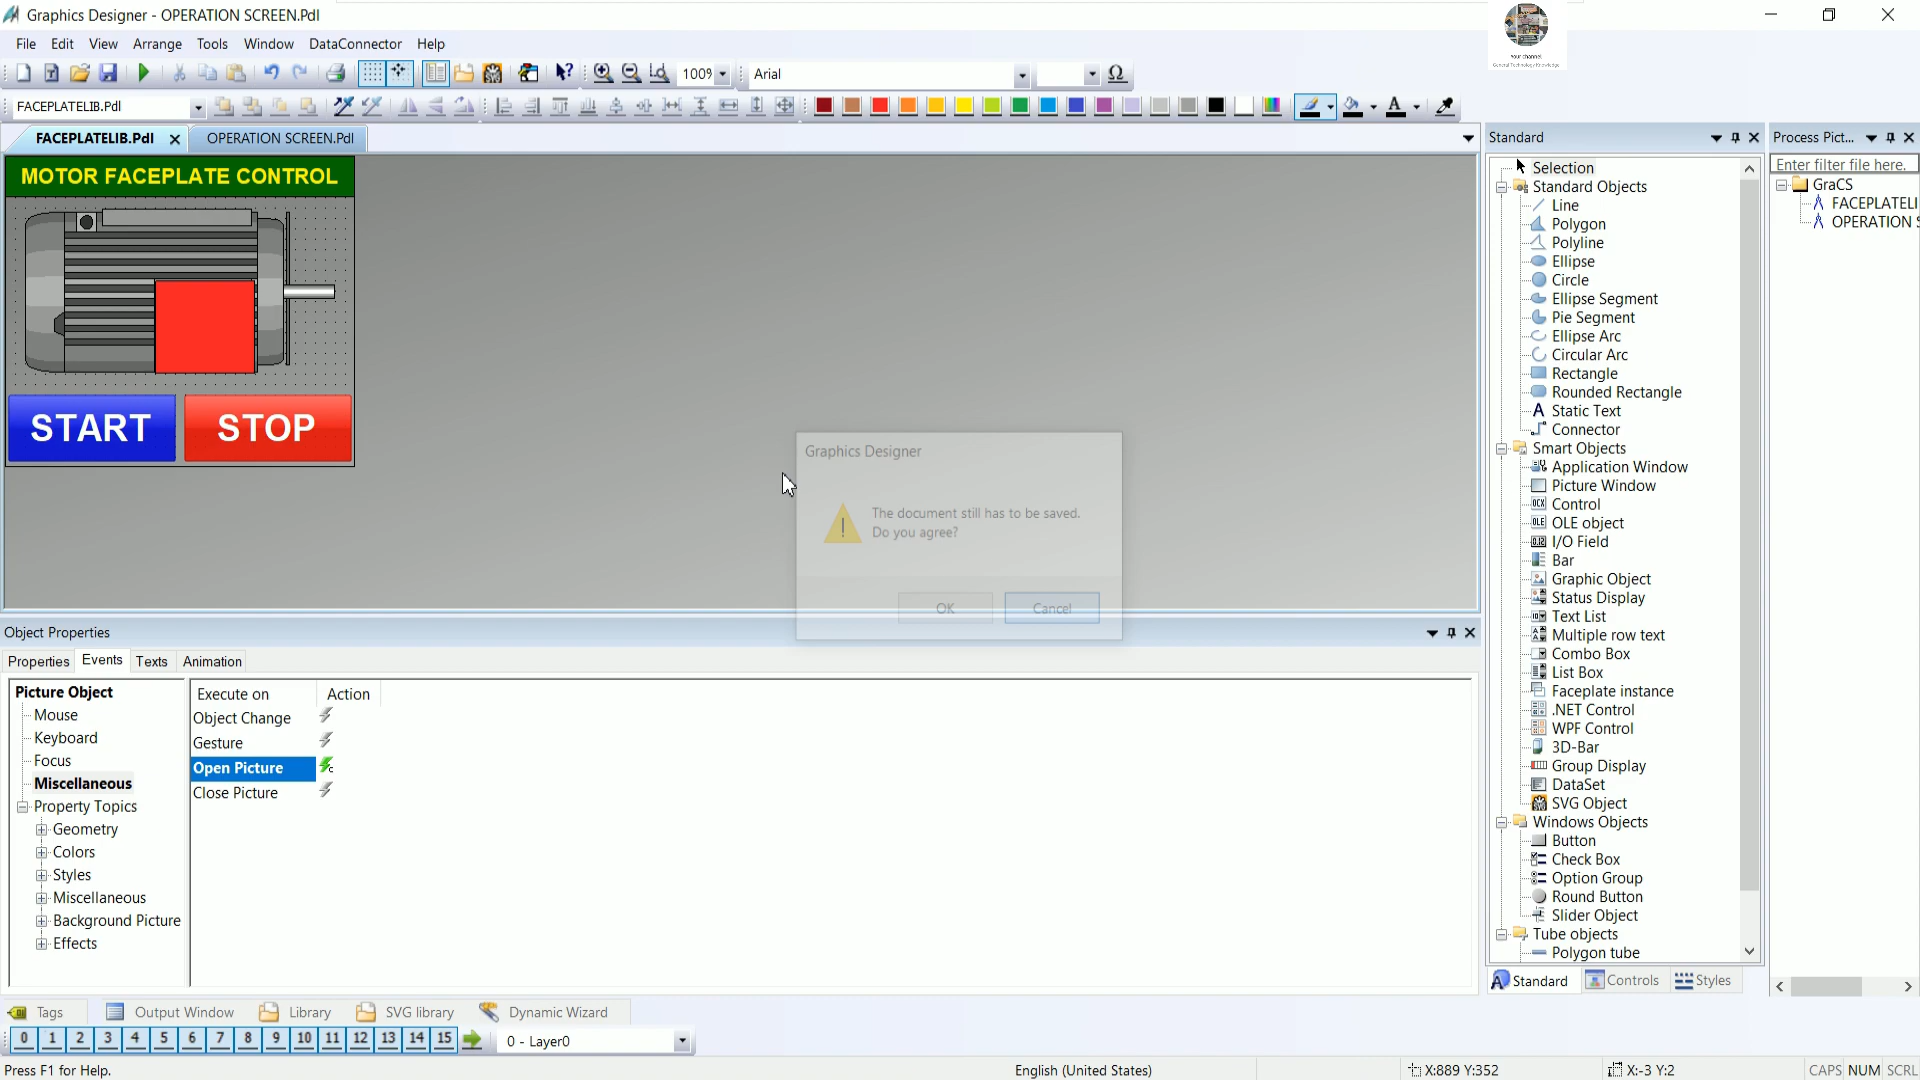 Graphics Designer - OPERATION SCREEN.Pdl
Your channel
General Technology Knowledge
File Edit View Arrange Tools Window DataConnector Help
100% Arial
FACEPLATELIB.Pdl
FACEPLATELIB.Pdl OPERATION SCREEN.Pdl
MOTOR FACEPLATE CONTROL
START STOP
Graphics Designer
The document still has to be saved.
Do you agree?
OK Cancel
Object Properties
Properties Events Texts Animation
Picture Object
Mouse
Keyboard
Focus
Miscellaneous
Property Topics
Geometry
Colors
Styles
Miscellaneous
Background Picture
Effects
Execute on Action
Object Change
Gesture
Open Picture
Close Picture
Standard
Selection
Standard Objects
Line
Polygon
Polyline
Ellipse
Circle
Ellipse Segment
Pie Segment
Ellipse Arc
Circular Arc
Rectangle
Rounded Rectangle
Static Text
Connector
Smart Objects
Application Window
Picture Window
Control
OLE object
I/O Field
Bar
Graphic Object
Status Display
Text List
Multiple row text
Combo Box
List Box
Faceplate instance
.NET Control
WPF Control
3D-Bar
Group Display
DataSet
SVG Object
Windows Objects
Button
Check Box
Option Group
Round Button
Slider Object
Tube objects
Polygon tube
Standard Controls Styles
Process Pict...
Enter filter file here.
GraCS
FACEPLATELI
OPERATION S
Tags Output Window Library SVG library Dynamic Wizard
0 1 2 3 4 5 6 7 8 9 10 11 12 13 14 15 0 - Layer0
Press F1 for Help. English (United States) X:889 Y:352 X:-3 Y:2 CAPS NUM SCRL